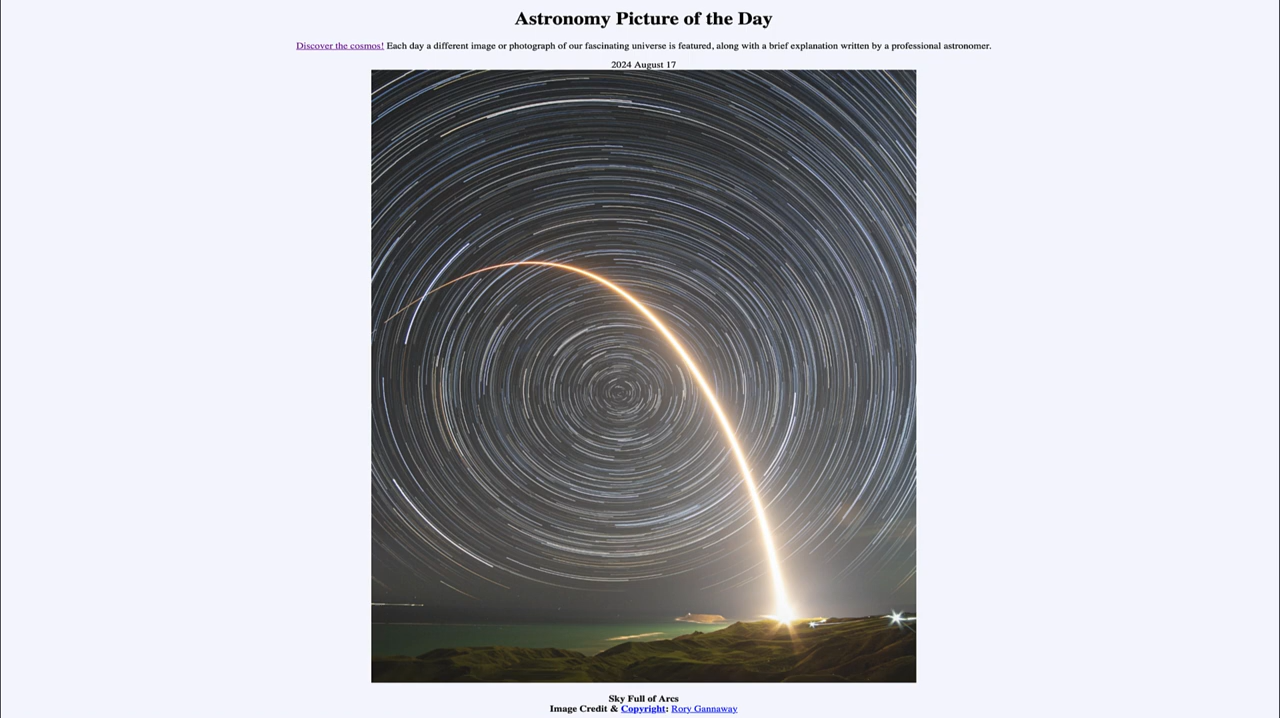 Astronomy Picture of the Day
Discover the cosmos! Each day a different image or photograph of our fascinating universe is featured, along with a brief explanation written by a professional astronomer.
2024 August 17
Sky Full of Arcs
Image Credit & Copyright: Rory Gannaway